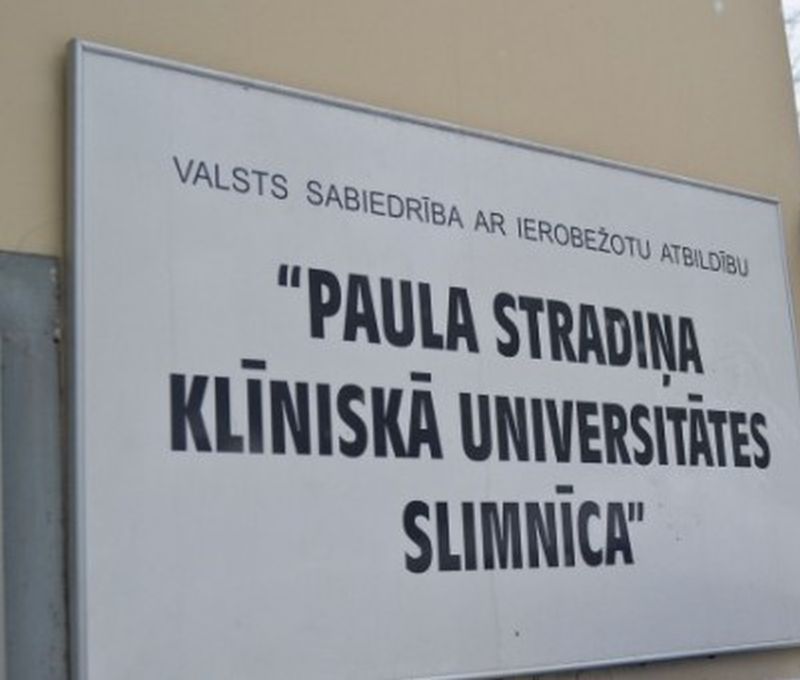 VALSTS SABIEDRĪBA AR IEROBEŽOTU ATBILDĪBU
“PAULA STRADIŅA
KLĪNISKĀ UNIVERSITĀTES
SLIMNĪCA”